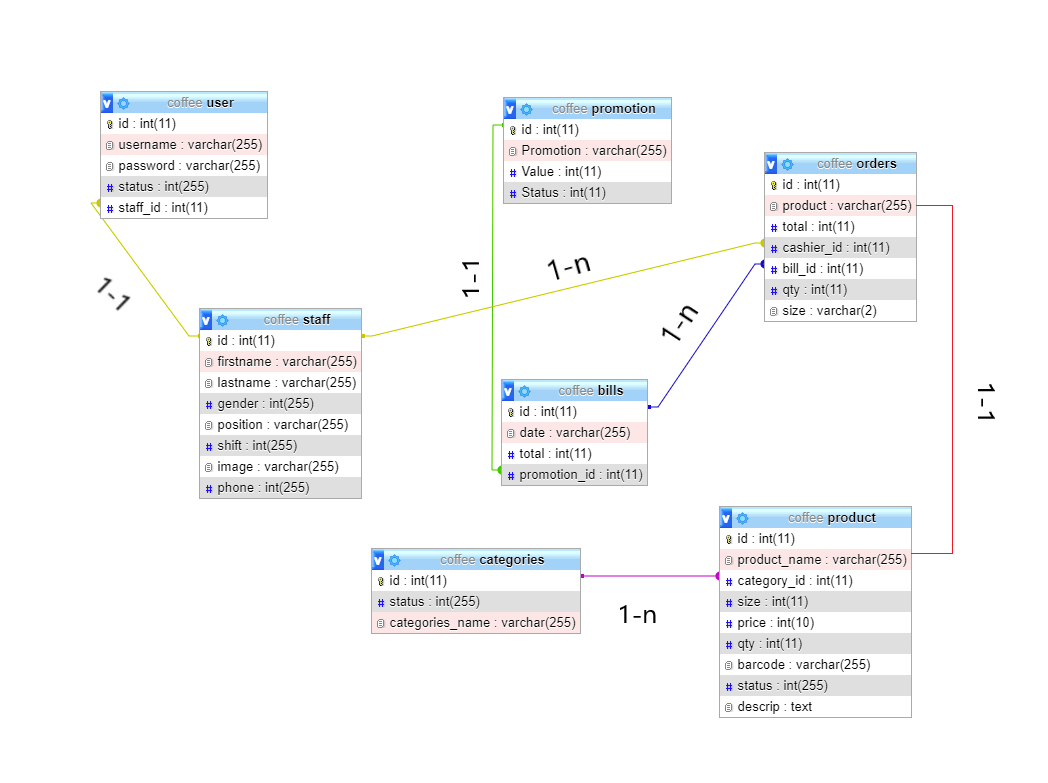 coffee user
id : int(11)
username : varchar(255)
password : varchar(255)
status : int(255)
staff_id : int(11)
coffee promotion
id : int(11)
Promotion : varchar(255)
Value : int(11)
Status : int(11)
coffee orders
id : int(11)
product : varchar(255)
total : int(11)
cashier_id : int(11)
bill_id : int(11)
qty : int(11)
size : varchar(2)
1-1
1-1
1-n
1-n
1-1
coffee staff
id : int(11)
firstname : varchar(255)
lastname : varchar(255)
gender : int(255)
position : varchar(255)
shift : int(255)
image : varchar(255)
phone : int(255)
coffee bills
id : int(11)
date : varchar(255)
total : int(11)
promotion_id : int(11)
coffee categories
id : int(11)
status : int(255)
categories_name : varchar(255)
1-n
coffee product
id : int(11)
product_name : varchar(255)
category_id : int(11)
size : int(11)
price : int(10)
qty : int(11)
barcode : varchar(255)
status : int(255)
descrip : text